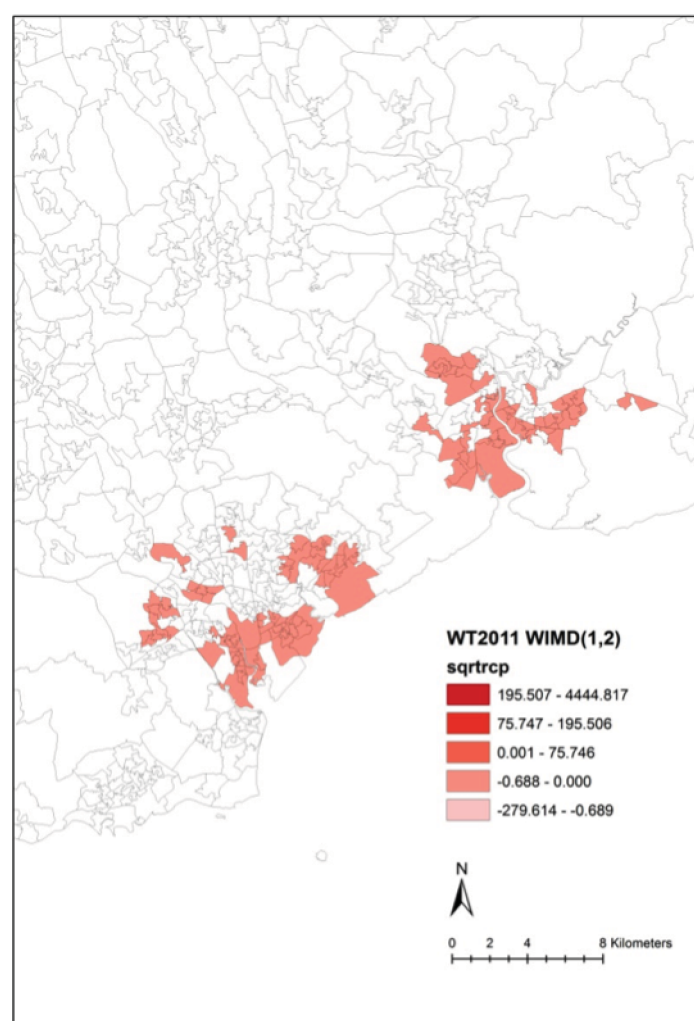 WT2011 WIMD(1,2)
sqrtrcp
195.507 - 4444.817
75.747 - 195.506
0.001 - 75.746
-0.688 - 0.000
-279.614 - -0.689
N
0 2 4 8 Kilometers